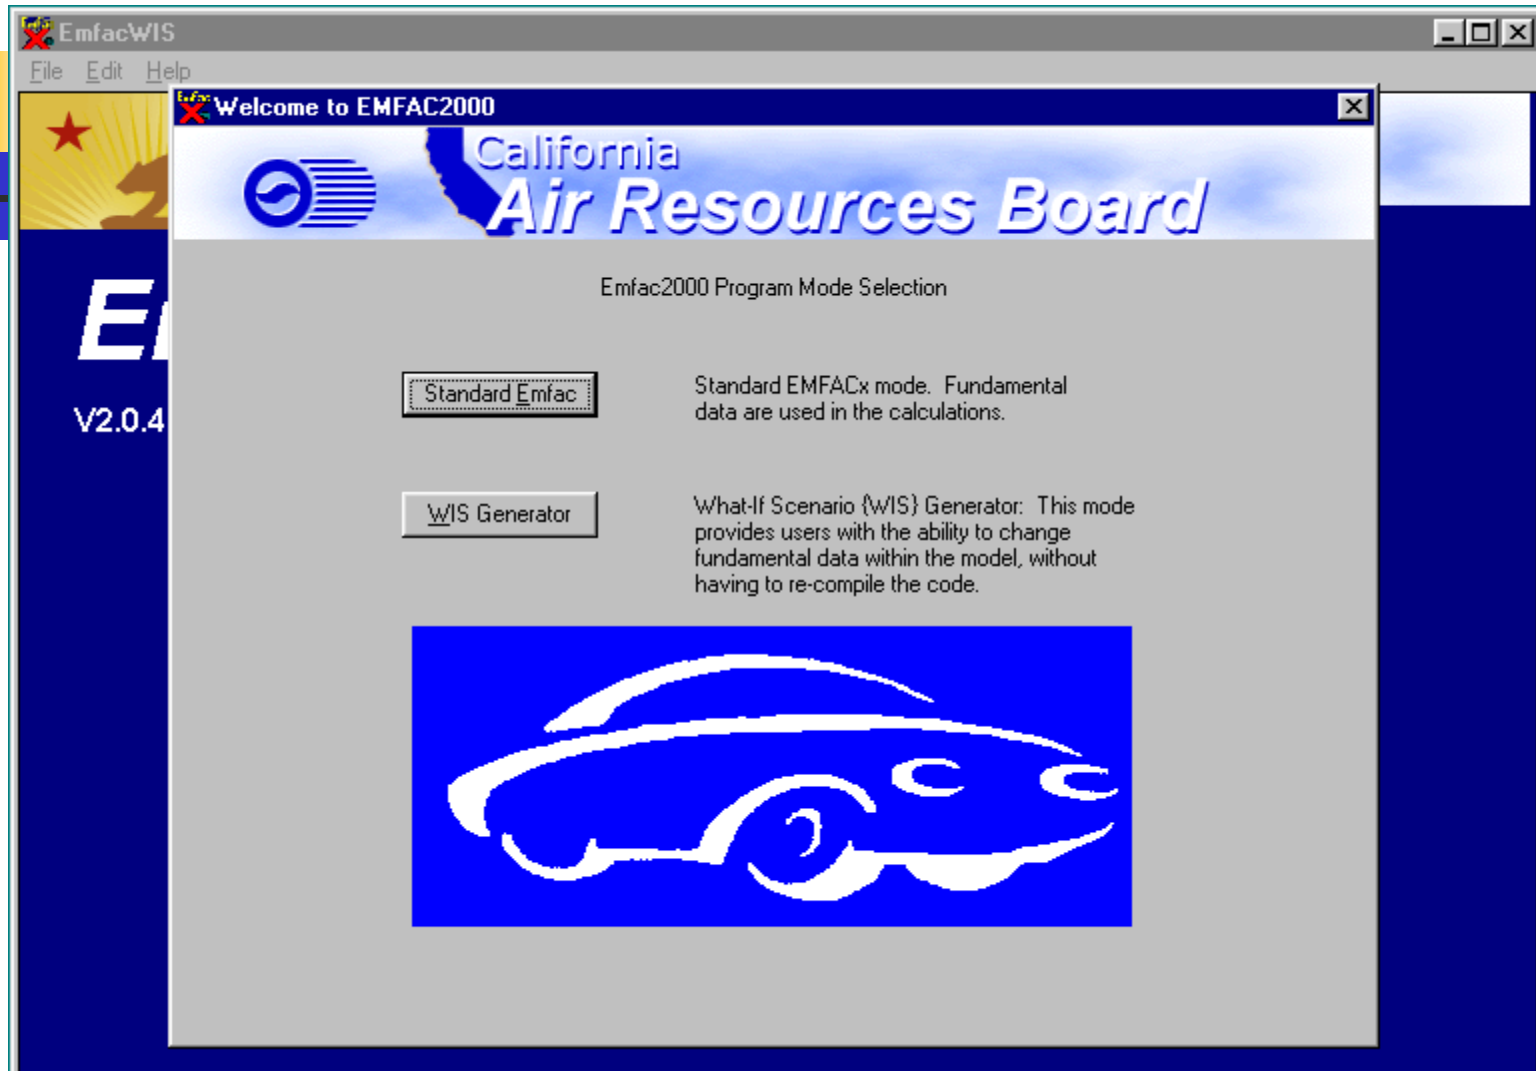 EmfacWIS
File Edit Help
Welcome to EMFAC2000
California
Air Resources Board
Emfac2000 Program Mode Selection
Standard Emfac
Standard EMFACx mode. Fundamental
data are used in the calculations.
V2.0.4
WIS Generator
What-If Scenario {WIS} Generator: This mode
provides users with the ability to change
fundamental data within the model, without
having to re-compile the code.